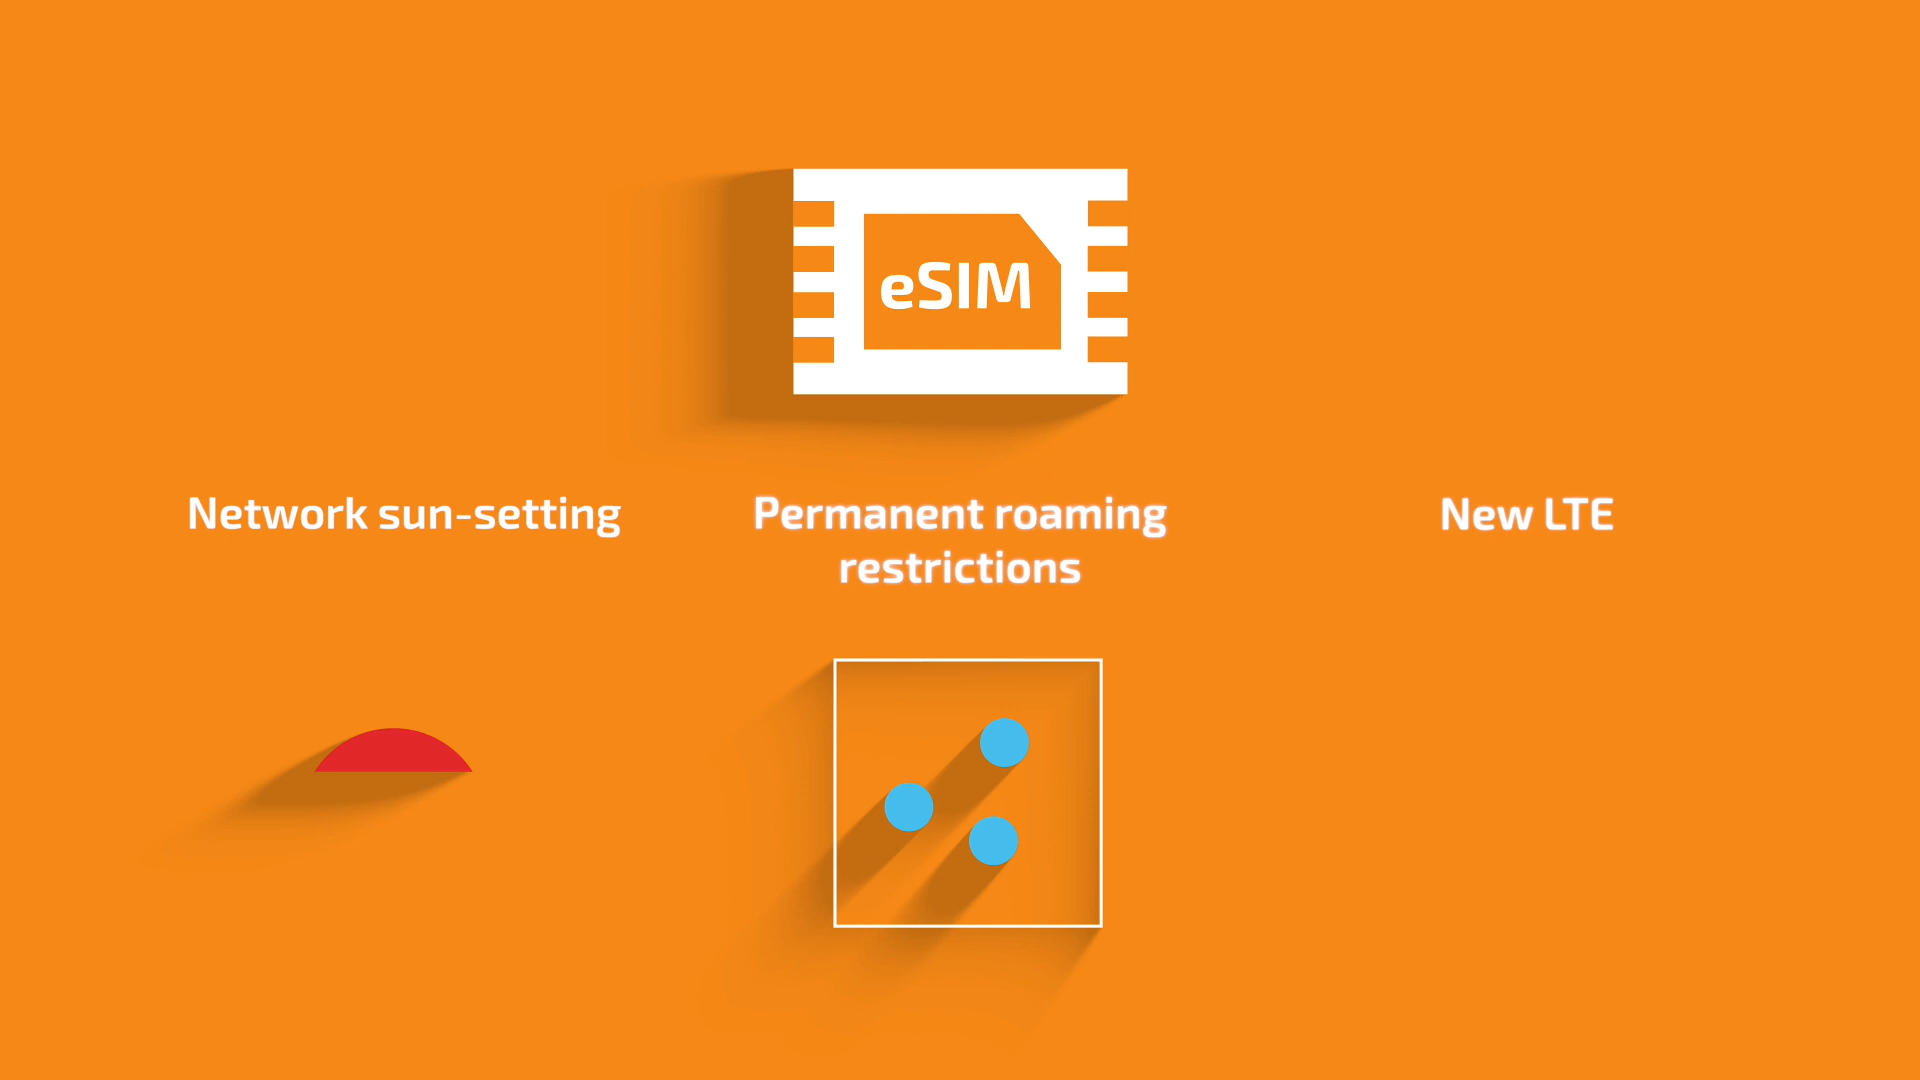 eSIM
Network sun-setting
Permanent roaming
restrictions
New LTE